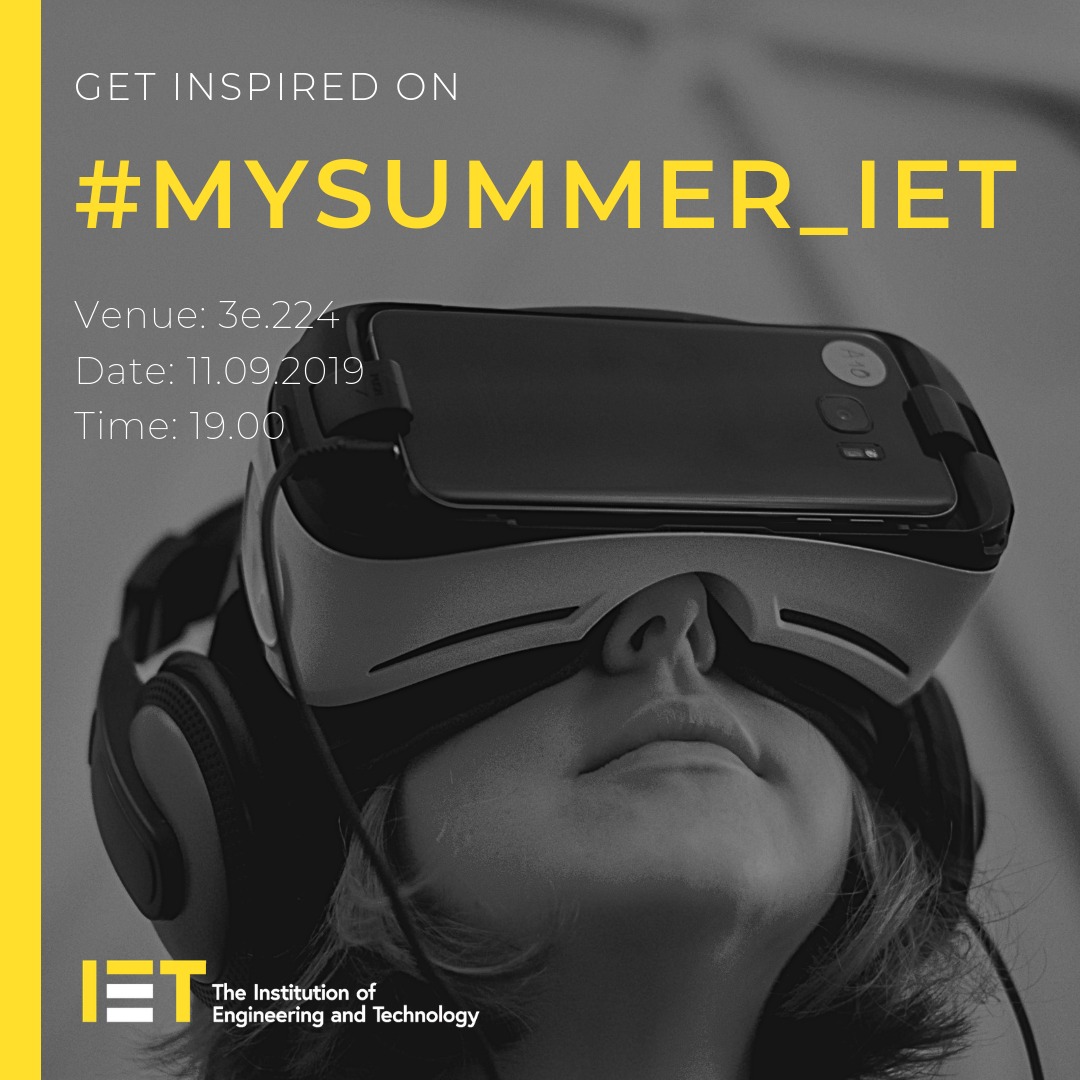 GET INSPIRED ON
#MYSUMMER_IET
Venue: 3e.224
Date: 11.09.2019
Time: 19.00
A10
IET
The Institution of
Engineering and Technology